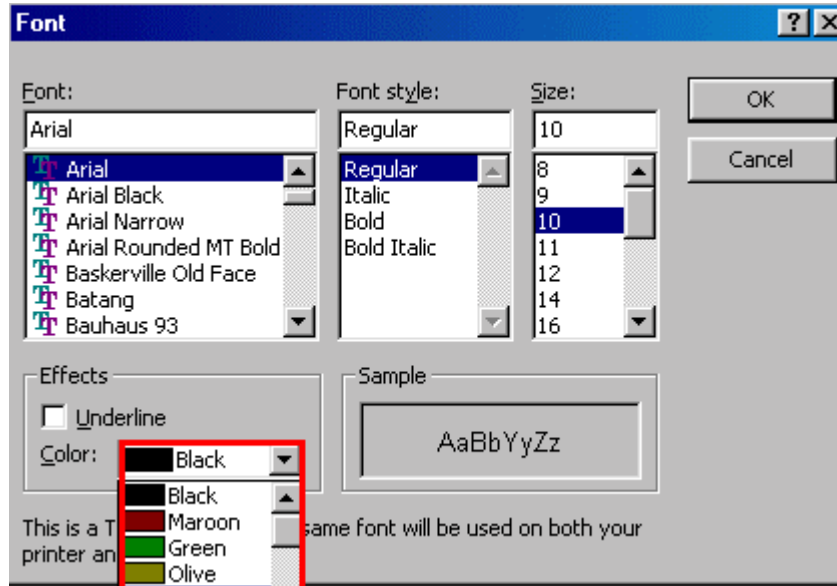 Font
Font: Font style: Size:
Arial Regular 10 OK
Arial Regular 8 Cancel
Arial Black Italic 9
Arial Narrow Bold 10
Arial Rounded MT Bold Bold Italic 11
Baskerville Old Face 12
Batang 14
Bauhaus 93 16
Effects Sample
Underline
Color: Black AaBbYyZz
Black
Maroon
Green
Olive
This is a T same font will be used on both your
printer an